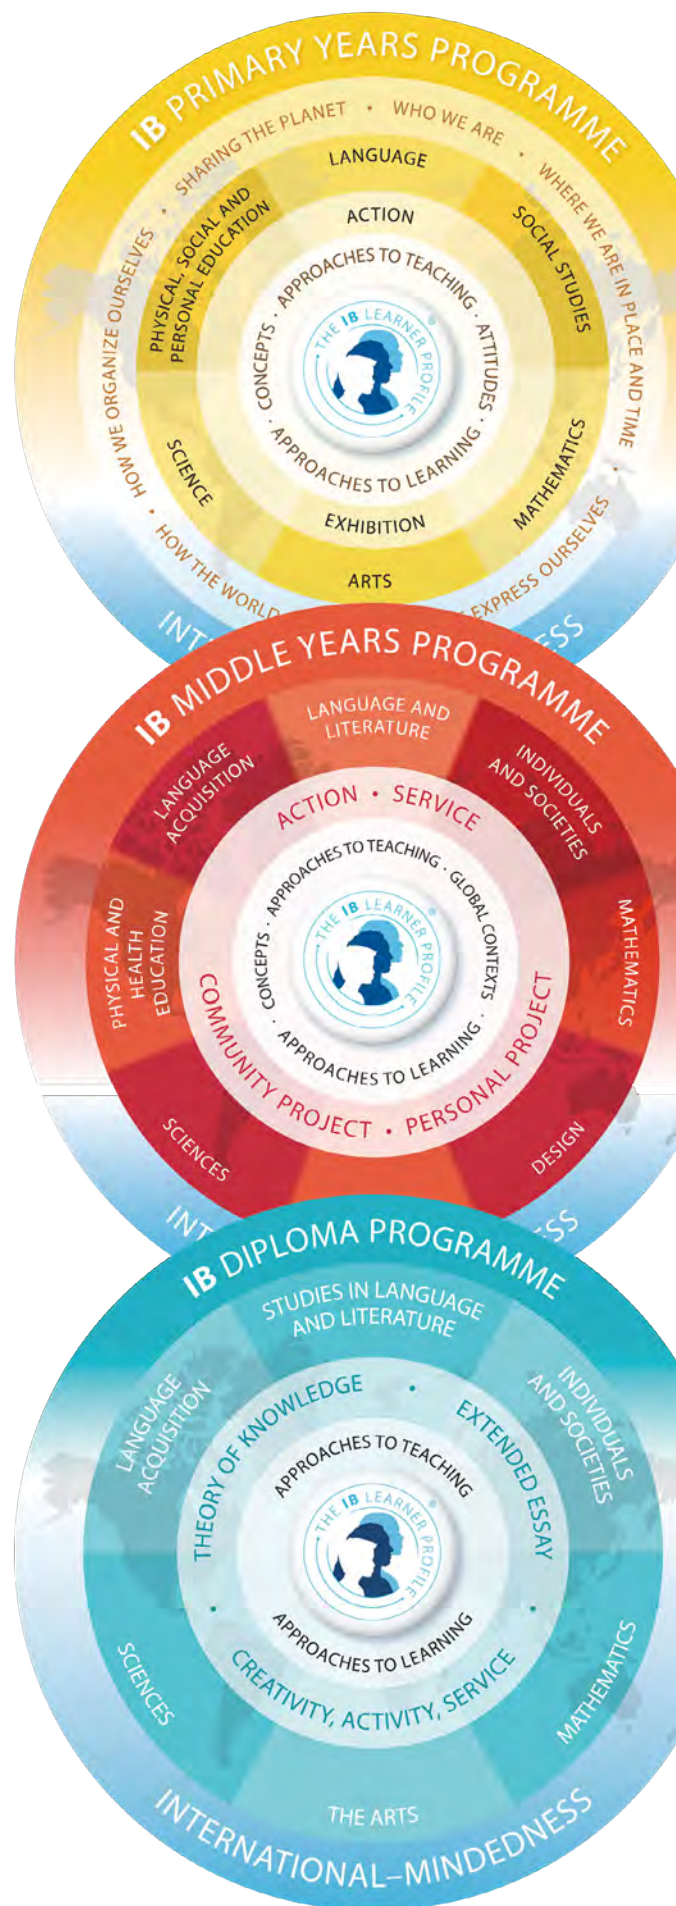 IB PRIMARY YEARS PROGRAMME
SHARING THE PLANET • WHO WE ARE • WHERE WE ARE IN PLACE AND TIME •
EXPRESS OURSELVES
HOW THE WORLD
• HOW WE ORGANIZE OURSELVES •
LANGUAGE
SOCIAL STUDIES
MATHEMATICS
ARTS
SCIENCE
PHYSICAL, SOCIAL AND
PERSONAL EDUCATION
ACTION
EXHIBITION
CONCEPTS · APPROACHES TO TEACHING · ATTITUDES · APPROACHES TO LEARNING ·
• THE IB LEARNER PROFILE • ®
INT
ESS
IB MIDDLE YEARS PROGRAMME
LANGUAGE AND
LITERATURE
INDIVIDUALS
AND SOCIETIES
MATHEMATICS
DESIGN
SCIENCES
PHYSICAL AND
HEALTH
EDUCATION
LANGUAGE
ACQUISITION
ACTION • SERVICE
COMMUNITY PROJECT • PERSONAL PROJECT
CONCEPTS · APPROACHES TO TEACHING · GLOBAL CONTEXTS · APPROACHES TO LEARNING ·
• THE IB LEARNER PROFILE • ®
INT
ESS
IB DIPLOMA PROGRAMME
STUDIES IN LANGUAGE
AND LITERATURE
INDIVIDUALS
AND SOCIETIES
MATHEMATICS
THE ARTS
SCIENCES
LANGUAGE
ACQUISITION
THEORY OF KNOWLEDGE • EXTENDED ESSAY •
CREATIVITY, ACTIVITY, SERVICE •
APPROACHES TO TEACHING
APPROACHES TO LEARNING
• THE IB LEARNER PROFILE • ®
INTERNATIONAL–MINDEDNESS